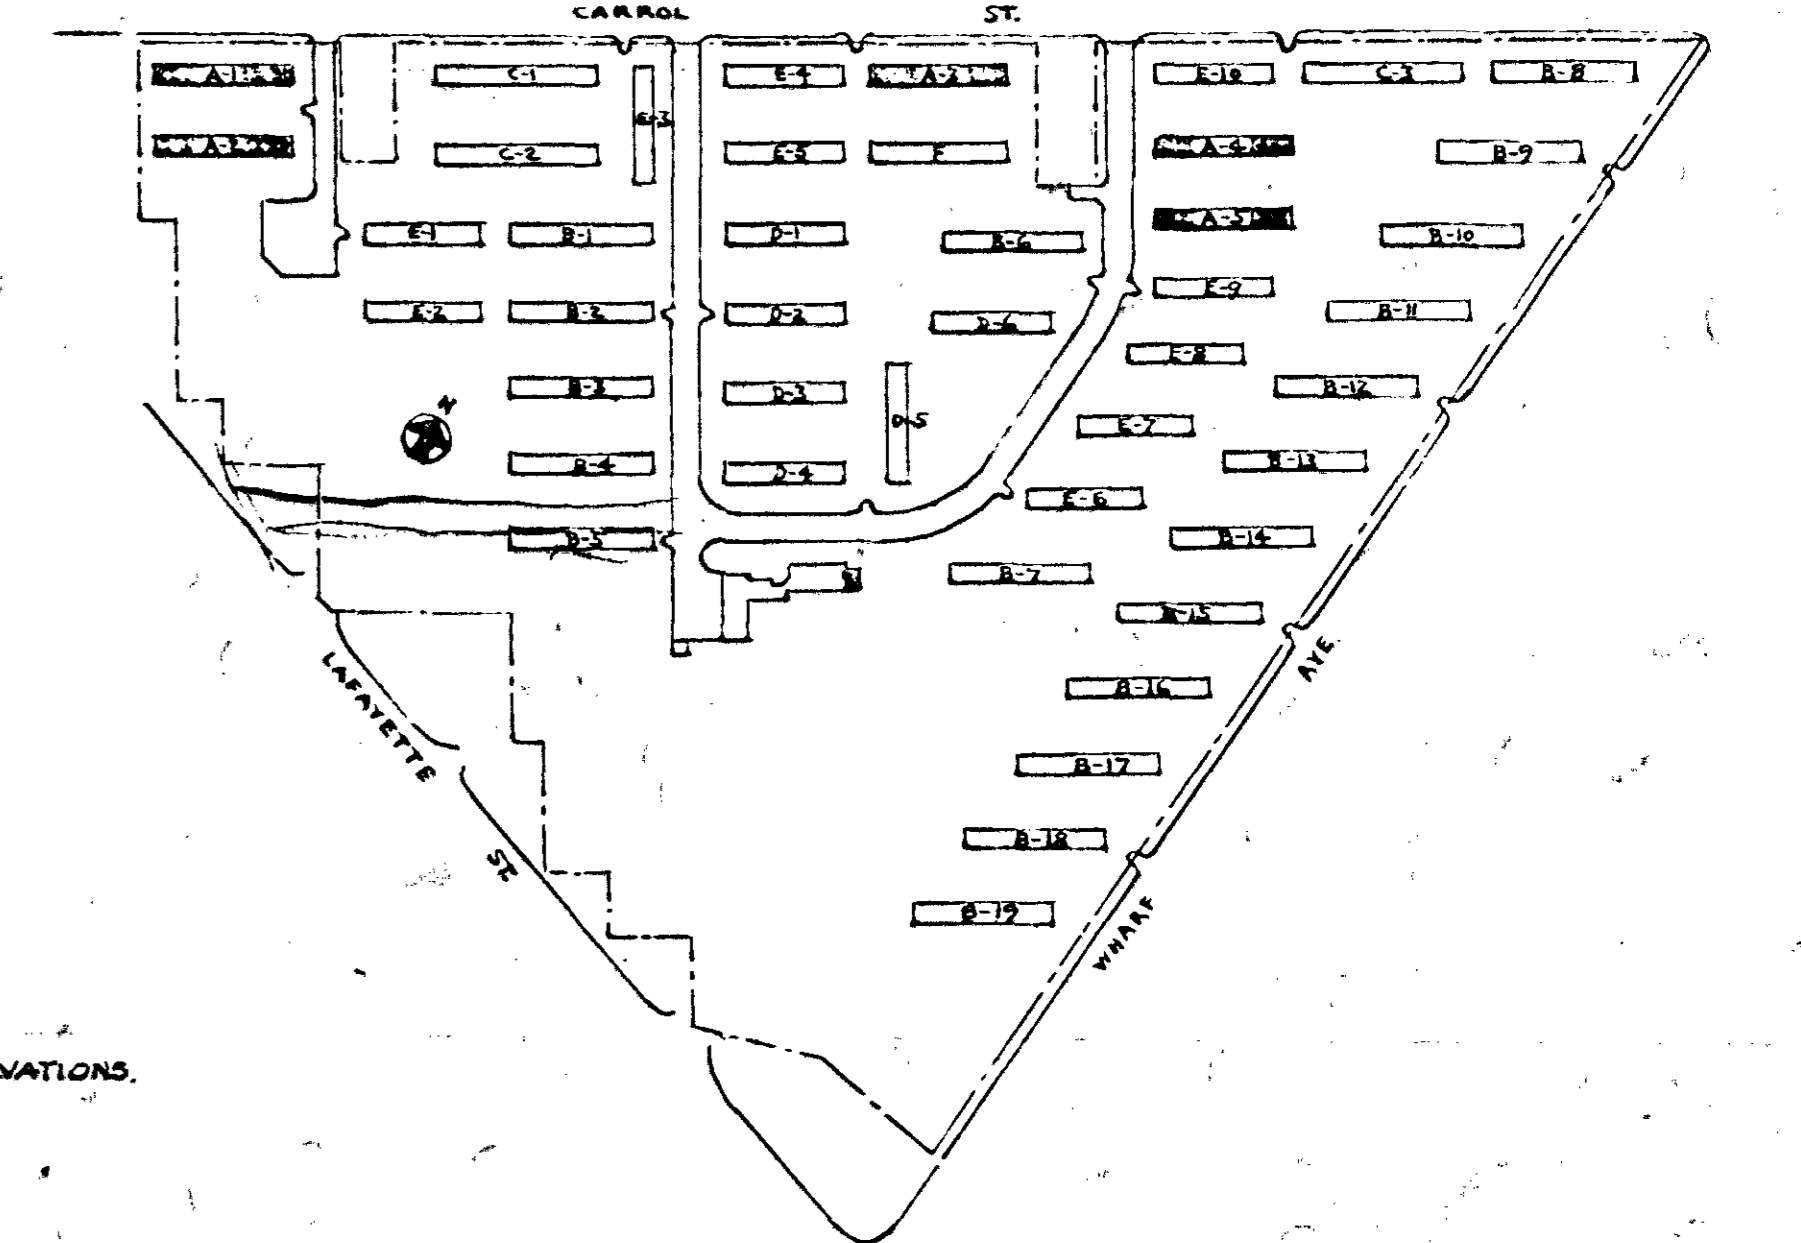 CARROL ST.
A-1 C-1 E-4 A-2 E-10 C-3 B-8
E-3
C-2 E-5 F A-4 B-9
A-5
E-1 B-1 D-1 B-6 B-10
E-9
E-2 B-2 D-2 D-6 B-11
E-8
B-3 D-3 B-12
N
D-5 E-7
B-4 D-4 B-13
E-6
B-5 B-14
B-7
B-15
LAFAYETTE ST.
B-16
B-17
B-18
B-19
WHARF AVE.
VATIONS.